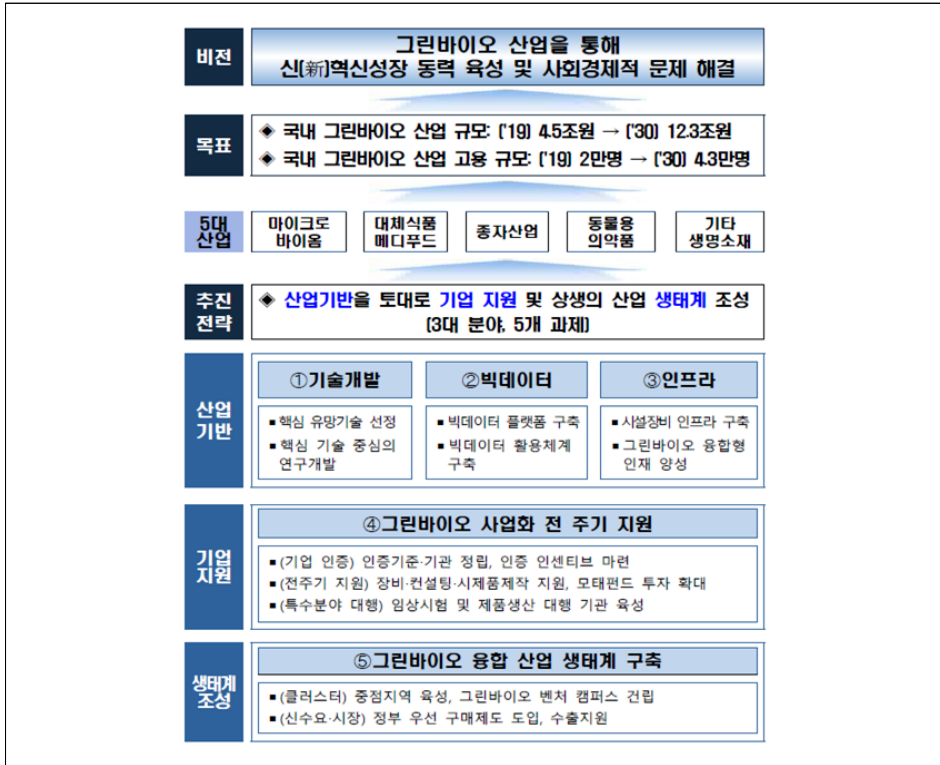 비전
그린바이오 산업을 통해
신(新)혁신성장 동력 육성 및 사회경제적 문제 해결
목표
◈ 국내 그린바이오 산업 규모: ('19) 4.5조원 → ('30) 12.3조원
◈ 국내 그린바이오 산업 고용 규모: ('19) 2만명 → ('30) 4.3만명
5대
산업
마이크로
바이옴
대체식품
메디푸드
종자산업
동물용
의약품
기타
생명소재
추진
전략
◈ 산업기반을 토대로 기업 지원 및 상생의 산업 생태계 조성
(3대 분야, 5개 과제)
산업
기반
①기술개발
▪핵심 유망기술 선정
▪핵심 기술 중심의
연구개발
②빅데이터
▪빅데이터 플랫폼 구축
▪빅데이터 활용체계
구축
③인프라
▪시설장비 인프라 구축
▪그린바이오 융합형
인재 양성
기업
지원
④그린바이오 사업화 전 주기 지원
▪(기업 인증) 인증기준·기관 정립, 인증 인센티브 마련
▪(전주기 지원) 장비·컨설팅·시제품제작 지원, 모태펀드 투자 확대
▪(특수분야 대행) 임상시험 및 제품생산 대행 기관 육성
생태계
조성
⑤그린바이오 융합 산업 생태계 구축
▪(클러스터) 중점지역 육성, 그린바이오 벤처 캠퍼스 건립
▪(신수요·시장) 정부 우선 구매제도 도입, 수출지원